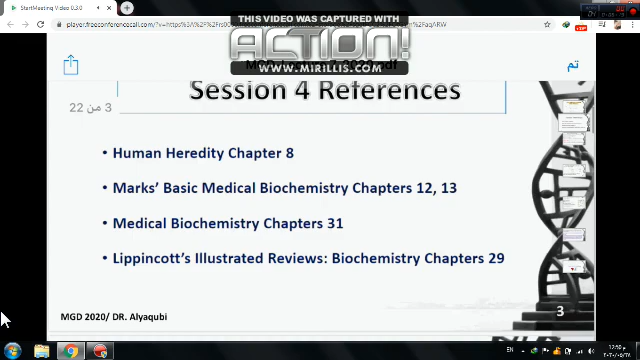 StartMeeting Video 0.3.0
THIS VIDEO WAS CAPTURED WITH
ACTION!
WWW.MIRILLIS.COM
تم
Session 4 References
3 من 22
• Human Heredity Chapter 8
• Marks’ Basic Medical Biochemistry Chapters 12, 13
• Medical Biochemistry Chapters 31
• Lippincott’s Illustrated Reviews: Biochemistry Chapters 29
MGD 2020/ DR. Alyaqubi
3
EN